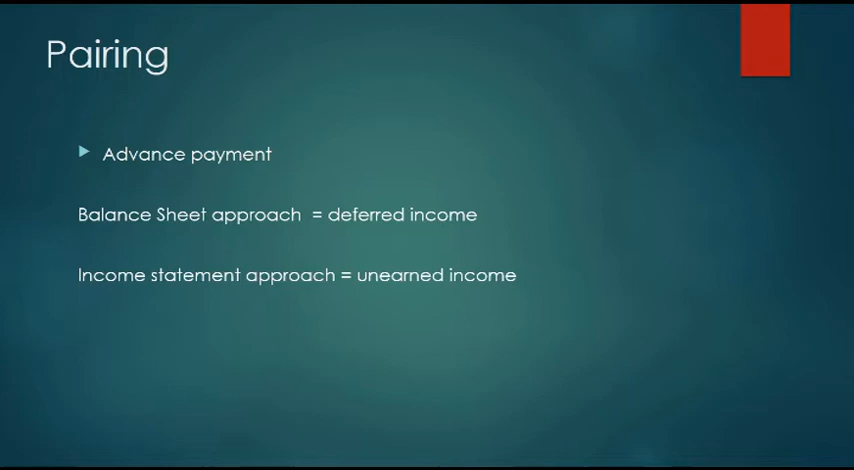 Pairing
Advance payment
Balance Sheet approach = deferred income
Income statement approach = unearned income